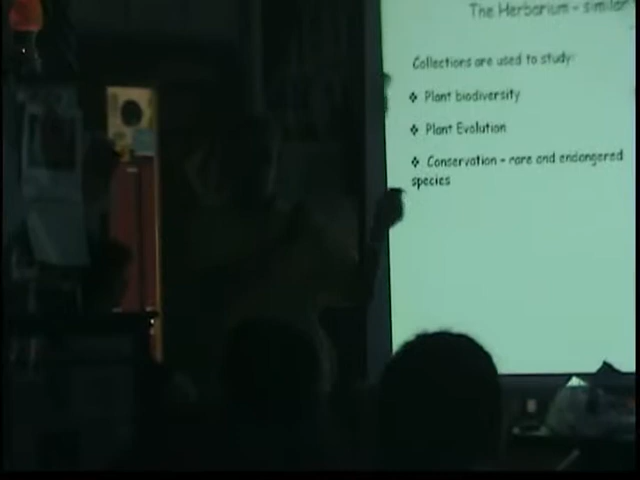 The Herbarium - similar
Collections are used to study:
❖ Plant biodiversity
❖ Plant Evolution
❖ Conservation - rare and endangered
species